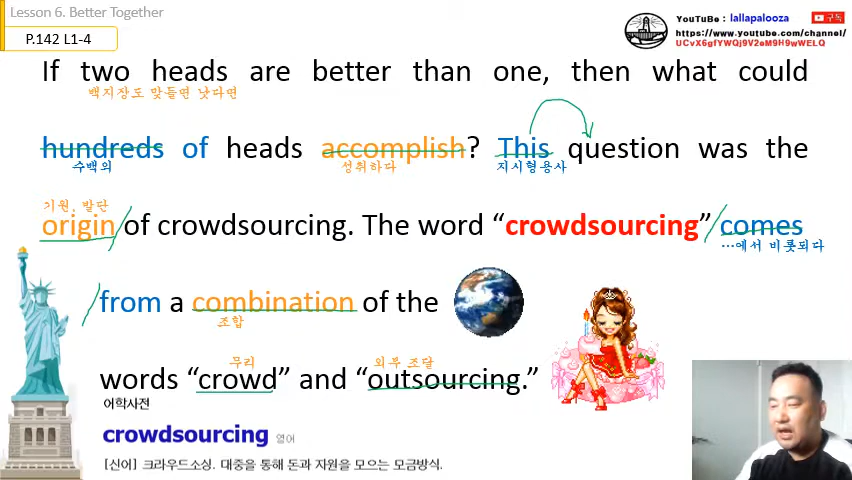 Lesson 6. Better Together
P.142 L1-4
YouTuBe : lallapalooza
구독
https://www.youtube.com/channel/
UCvX6gfYWQj9V2eM9H9wWELQ
If two heads are better than one, then what could
백지장도 맞들면 낫다면
hundreds of heads accomplish? This question was the
수백의 성취하다 지시형용사
기원, 발단
origin of crowdsourcing. The word “crowdsourcing” comes
…에서 비롯되다
from a combination of the
조합
무리 외부 조달
words “crowd” and “outsourcing.”
어학사전
crowdsourcing 영어
[신어] 크라우드소싱. 대중을 통해 돈과 자원을 모으는 모금방식.